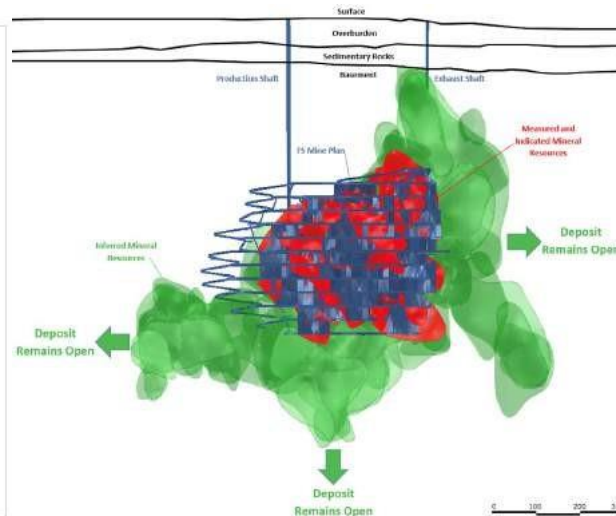 Surface
Overburden
Sedimentary Rocks
Basement
Production Shaft
Exhaust Shaft
FS Mine Plan
Measured and
Indicated Mineral
Resources
Inferred Mineral
Resources
Deposit
Remains Open
Deposit
Remains Open
Deposit
Remains Open
0 100 200